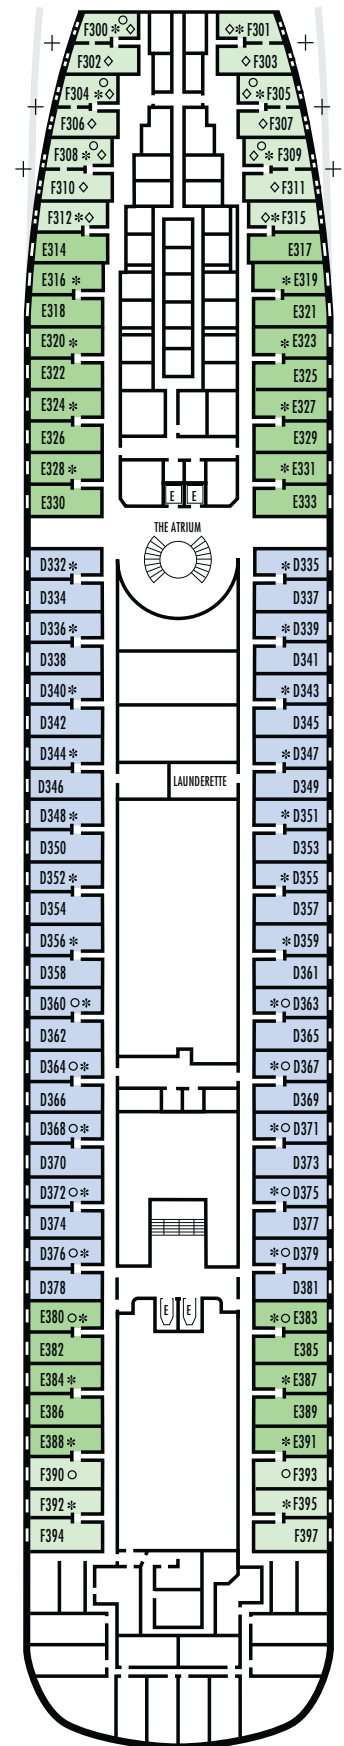 F300 *○◇ ◇* F301
F302 ◇ ◇ F303
F304 ○*◇ ○◇* F305
F306 ◇ ◇ F307
F308 *○◇ ◇○* F309
F310 ◇ ◇ F311
F312 *◇ ◇* F315
E314 E317
E316 * * E319
E318 E321
E320 * * E323
E322 E325
E324 * * E327
E326 E329
E328 * * E331
E330 E E E333
THE ATRIUM
D332 * * D335
D334 D337
D336 * * D339
D338 D341
D340 * * D343
D342 D345
D344 * * D347
D346 LAUNDERETTE D349
D348 * * D351
D350 D353
D352 * * D355
D354 D357
D356 * * D359
D358 D361
D360 ○* *○ D363
D362 D365
D364 ○* *○ D367
D366 D369
D368 ○* *○ D371
D370 D373
D372 ○* *○ D375
D374 D377
D376 ○* *○ D379
D378 D381
E380 ○* E E *○ E383
E382 E385
E384 * * E387
E386 E389
E388 * * E391
F390 ○ ○ F393
F392 * * F395
F394 F397